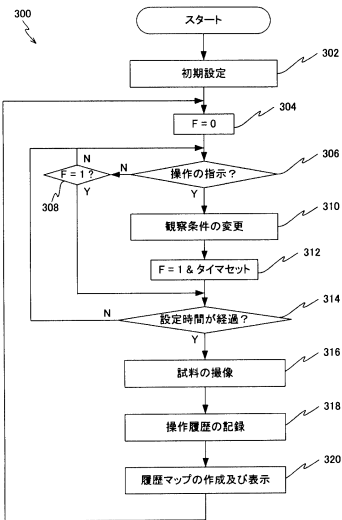 300
スタート
初期設定
302
304
F = 0
N
F = 1 ?
N
操作の指示？
306
308
Y
Y
観察条件の変更
310
312
F = 1 & タイマセット
N
設定時間が経過？
314
Y
試料の撮像
316
操作履歴の記録
318
履歴マップの作成及び表示
320